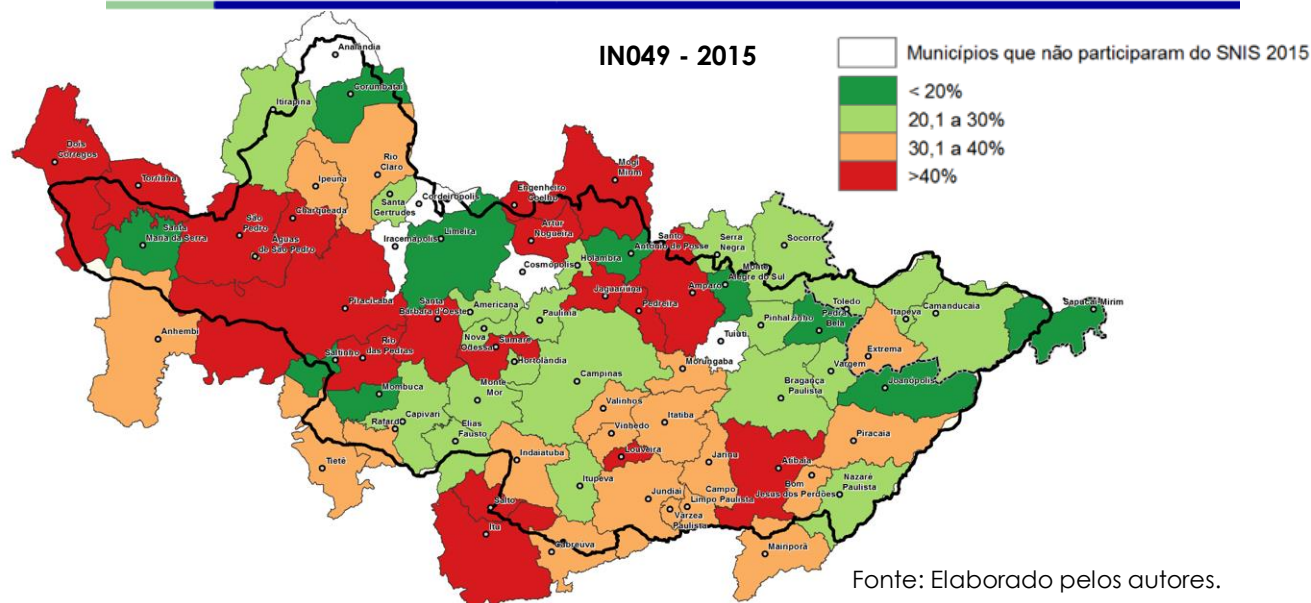 IN049 - 2015
Municípios que não participaram do SNIS 2015
< 20%
20,1 a 30%
30,1 a 40%
>40%
Analândia
Corumbataí
Itirapina
Dois
Córregos
Torrinha
Rio
Claro
Ipeúna
Santa
Gertrudes
Cordeirópolis
Charqueada
Santa
Maria da Serra
São
Pedro
Águas
de São Pedro
Iracemápolis
Limeira
Engenheiro
Coelho
Mogi
Mirim
Artur
Nogueira
Cosmópolis
Holambra
Santo
Antônio de Posse
Serra
Negra
Socorro
Monte
Alegre do Sul
Amparo
Jaguariúna
Pedreira
Piracicaba
Santa
Bárbara d'Oeste
Americana
Paulínia
Nova
Odessa
Sumaré
Hortolândia
Tuiuti
Pinhalzinho
Toledo
Pedra
Bela
Itapeva
Camanducaia
Sapucaí-Mirim
Extrema
Vargem
Joanópolis
Anhembi
Saltinho
Rio
das Pedras
Mombuca
Rafard
Capivari
Monte
Mor
Elias
Fausto
Campinas
Morungaba
Bragança
Paulista
Valinhos
Vinhedo
Itatiba
Louveira
Jarinu
Atibaia
Piracaia
Bom
Jesus dos Perdões
Nazaré
Paulista
Tietê
Indaiatuba
Itupeva
Jundiaí
Campo
Limpo Paulista
Várzea
Paulista
Salto
Itu
Cabreúva
Mairiporã
Fonte: Elaborado pelos autores.